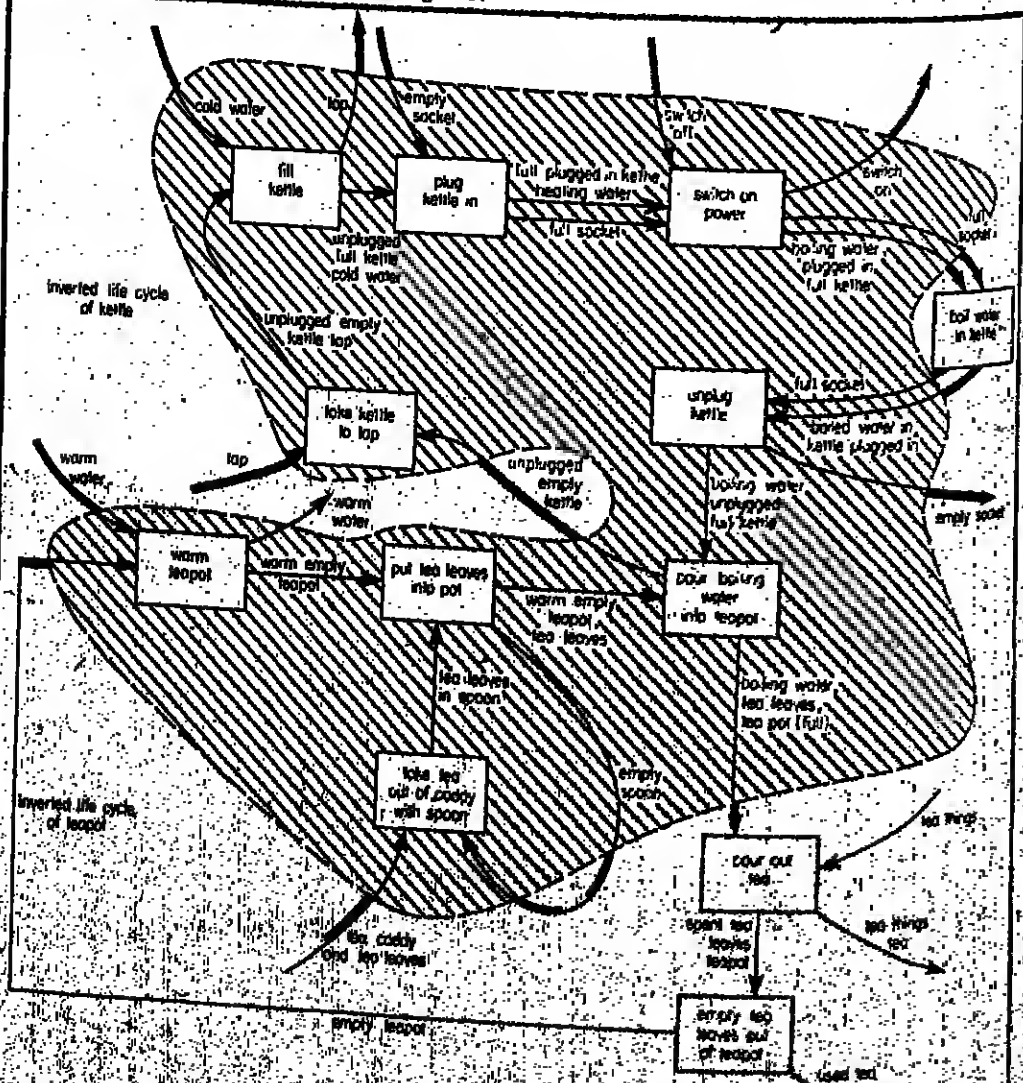 cold water
tap
empty
socket
switch
off
fill
kettle
plug
kettle in
full plugged in kettle
healing water
full socket
switch on
power
switch
on
full
socket
unplugged
full kettle
cold water
boiling water
plugged in
full kettle
inverted life cycle
of kettle
boil water
in kettle
unplugged empty
kettle tap
take kettle
to tap
unplug
kettle
full socket
boiled water in
kettle plugged in
warm
water
tap
unplugged
empty
kettle
boiling water
unplugged
full kettle
empty socket
warm
water
warm
teapot
warm empty
teapot
put tea leaves
into pot
warm empty
teapot
tea leaves
pour boiling
water
into teapot
tea leaves
in spoon
boiling water
tea leaves,
tea pot (full)
take tea
out of caddy
with spoon
empty
spoon
inverted life cycle
of teapot
tea things
pour out
tea
tea caddy
and tea leaves
spent tea
leaves
teapot
tea things
tea
empty teapot
empty tea
leaves out
of teapot
used tea